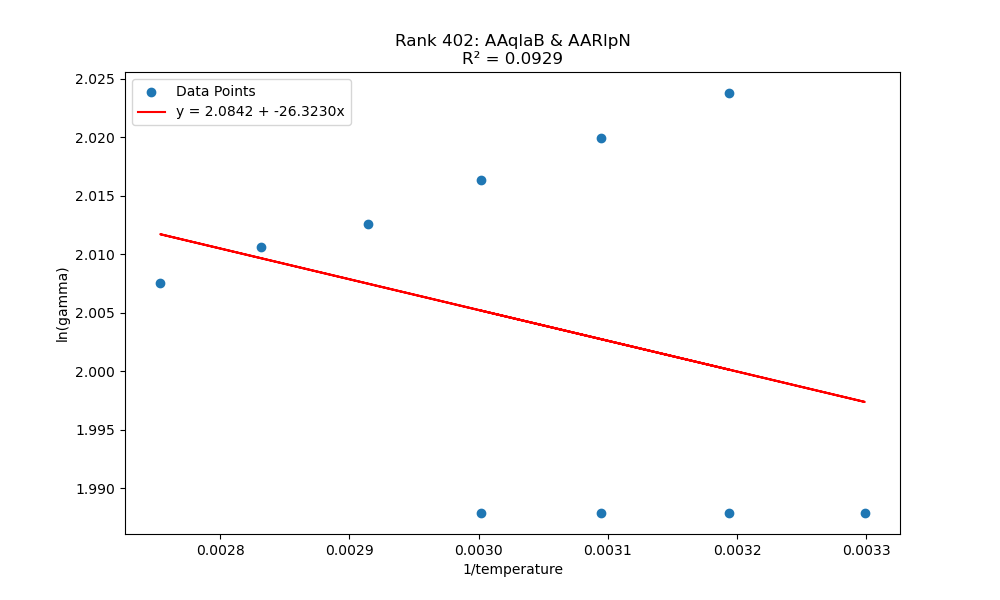 Rank 402: AAqlaB & AARlpN
R² = 0.0929
Data Points
y = 2.0842 + -26.3230x
2.025
2.020
2.015
2.010
2.005
2.000
1.995
1.990
ln(gamma)
0.0028
0.0029
0.0030
0.0031
0.0032
0.0033
1/temperature